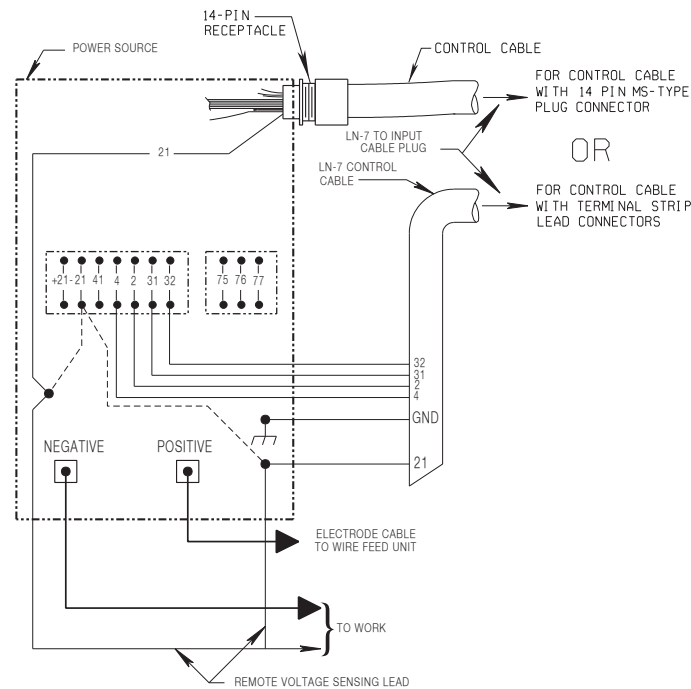 14-PIN
RECEPTACLE
POWER SOURCE
CONTROL CABLE
FOR CONTROL CABLE
WITH 14 PIN MS-TYPE
PLUG CONNECTOR
LN-7 TO INPUT
CABLE PLUG
OR
21
LN-7 CONTROL
CABLE
FOR CONTROL CABLE
WITH TERMINAL STRIP
LEAD CONNECTORS
+21 -21 41 4 2 31 32 75 76 77
32
31
2
4
GND
NEGATIVE POSITIVE
21
ELECTRODE CABLE
TO WIRE FEED UNIT
TO WORK
REMOTE VOLTAGE SENSING LEAD